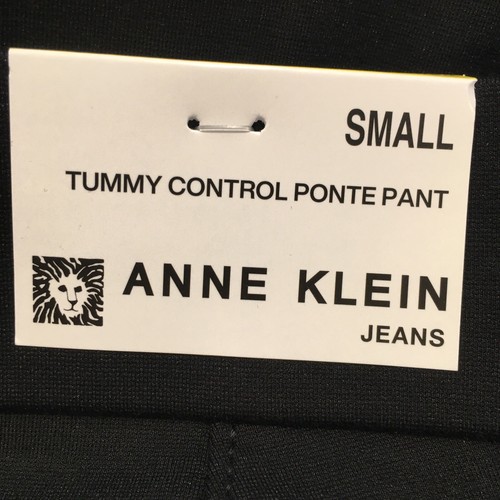 SMALL
TUMMY CONTROL PONTE PANT
ANNE KLEIN
JEANS